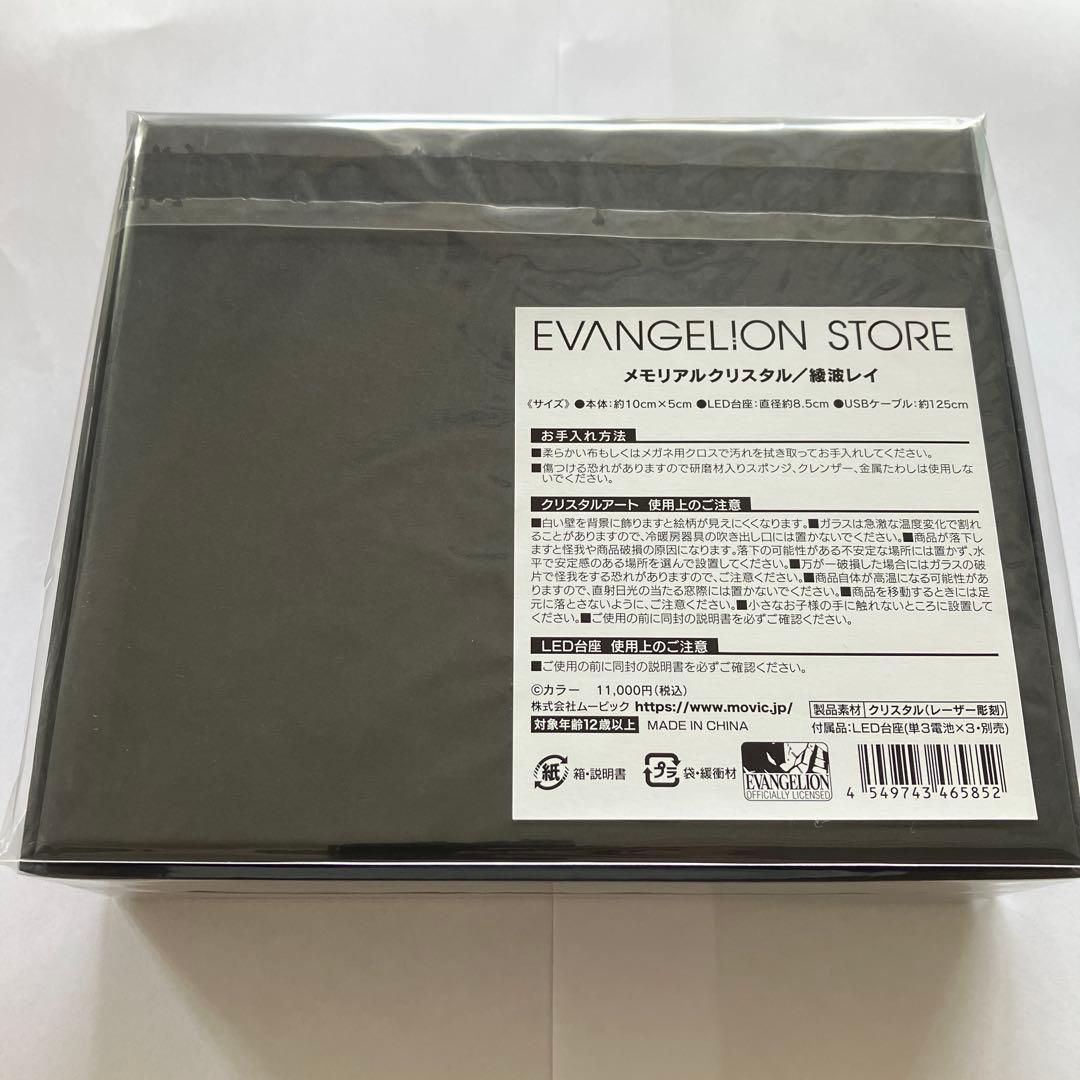 EVANGELION STORE
メモリアルクリスタル／綾波レイ
《サイズ》●本体：約10cm×5cm ●LED台座：直径約8.5cm ●USBケーブル：約125cm
お手入れ方法
■柔らかい布もしくはメガネ用クロスで汚れを拭き取ってお手入れしてください。
■傷つける恐れがありますので研磨材入りスポンジ、クレンザー、金属たわしは使用しな
いでください。
クリスタルアート 使用上のご注意
■白い壁を背景に飾りますと絵柄が見えにくくなります。■ガラスは急激な温度変化で割れ
ることがありますので、冷暖房器具の吹き出し口には置かないでください。■商品が落下し
ますと怪我や商品破損の原因になります。落下の可能性がある不安定な場所には置かず、水
平で安定感のある場所を選んで設置してください。■万が一破損した場合にはガラスの破
片で怪我をする恐れがありますので、ご注意ください。■商品自体が高温になる可能性があ
りますので、直射日光の当たる窓際には置かないでください。■商品を移動するときには足
元に落とさないように、ご注意ください。■小さなお子様の手に触れないところに設置して
ください。■ご使用の前に同封の説明書を必ずご確認ください。
LED台座 使用上のご注意
■ご使用の前に同封の説明書を必ずご確認ください。
©カラー 11,000円（税込）
株式会社ムービック https://www.movic.jp/
製品素材 クリスタル（レーザー彫刻）
対象年齢12歳以上 MADE IN CHINA
付属品：LED台座（単3電池×3・別売）
紙 箱・説明書
プラ 袋・緩衝材
EVANGELION
OFFICIALLY LICENSED
4 549743 465852